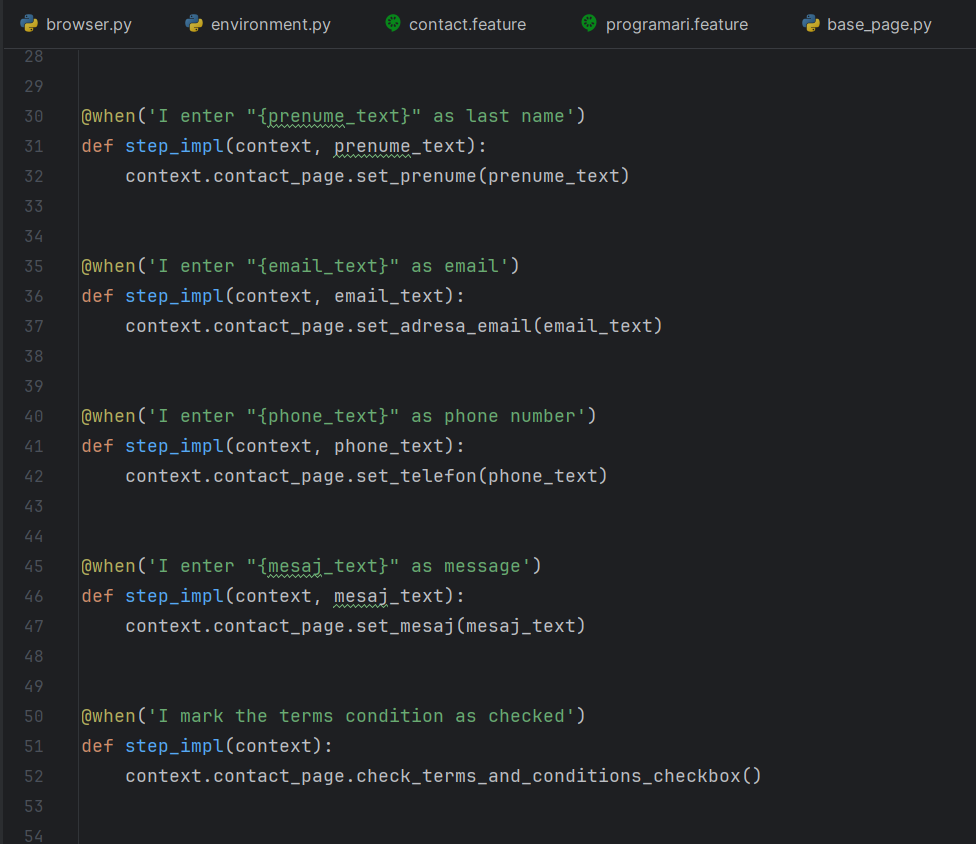 browser.py environment.py contact.feature programari.feature base_page.py
28
29
30 @when('I enter "{prenume_text}" as last name')
31 def step_impl(context, prenume_text):
32     context.contact_page.set_prenume(prenume_text)
33
34
35 @when('I enter "{email_text}" as email')
36 def step_impl(context, email_text):
37     context.contact_page.set_adresa_email(email_text)
38
39
40 @when('I enter "{phone_text}" as phone number')
41 def step_impl(context, phone_text):
42     context.contact_page.set_telefon(phone_text)
43
44
45 @when('I enter "{mesaj_text}" as message')
46 def step_impl(context, mesaj_text):
47     context.contact_page.set_mesaj(mesaj_text)
48
49
50 @when('I mark the terms condition as checked')
51 def step_impl(context):
52     context.contact_page.check_terms_and_conditions_checkbox()
53
54